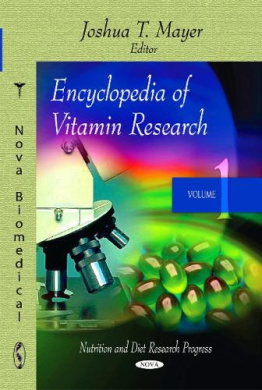 Joshua T. Mayer
Editor
Encyclopedia of
Vitamin Research
VOLUME 1
Nova Biomedical
Nutrition and Diet Research Progress
NOVA